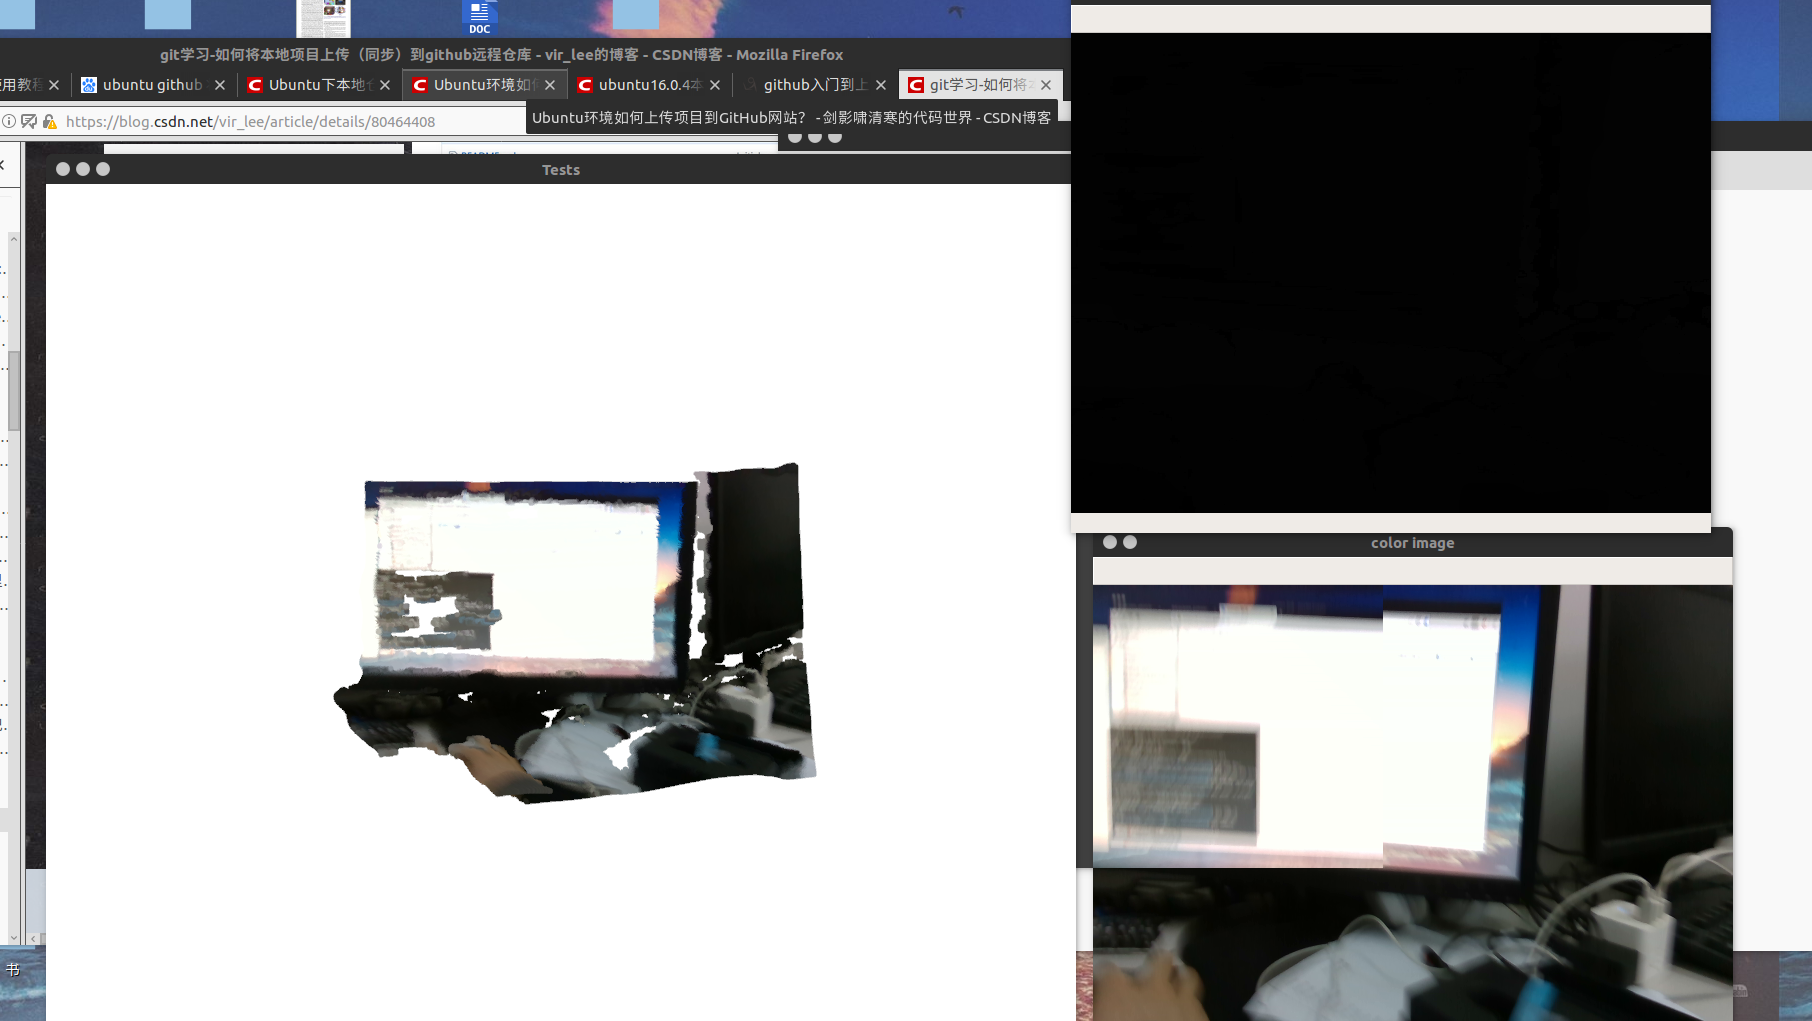 DOC
git学习-如何将本地项目上传（同步）到github远程仓库 - vir_lee的博客 - CSDN博客 - Mozilla Firefox
用教程
ubuntu github
Ubuntu下本地
Ubuntu环境如
ubuntu16.0.4本
github入门到上
git学习-如何将
https://blog.csdn.net/vir_lee/article/details/80464408
Ubuntu环境如何上传项目到GitHub网站？ - 剑影啸清寒的代码世界 - CSDN博客
Tests
color image
书